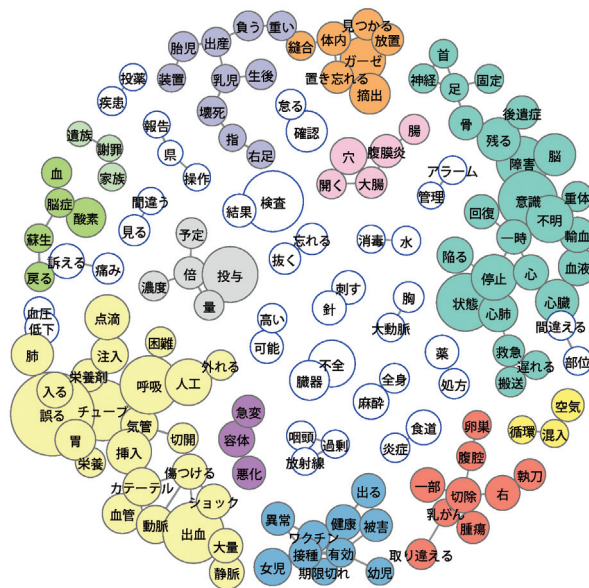 負う
重い
見つかる
胎児
出産
縫合
体内
放置
ガーゼ
首
装置
乳児
生後
置き忘れる
摘出
神経
足
固定
投薬
疾患
怠る
確認
骨
後遺症
残る
壊死
指
右足
腸
穴
腹膜炎
開く
大腸
障害
脳
遺族
謝罪
家族
報告
県
操作
アラーム
管理
血
脳症
酸素
蘇生
戻る
間違う
見る
結果
検査
意識
不明
重体
回復
一時
輸血
訴える
痛み
予定
倍
投与
濃度
量
忘れる
抜く
消毒
水
陥る
停止
心
血液
状態
心肺
心臓
血圧
低下
点滴
高い
可能
刺す
針
胸
大動脈
間違える
部位
肺
注入
困難
薬
処方
救急
遅れる
搬送
栄養剤
入る
誤る
チューブ
呼吸
人工
外れる
不全
臓器
全身
麻酔
胃
気管
切開
急変
容体
悪化
咽頭
過剰
放射線
食道
炎症
卵巣
空気
循環
混入
栄養
挿入
傷つける
カテーテル
ショック
血管
動脈
出血
大量
静脈
腹腔
一部
切除
右
執刀
乳がん
腫瘍
取り違える
出る
異常
健康
被害
ワクチン
女児
接種
有効
期限切れ
幼児